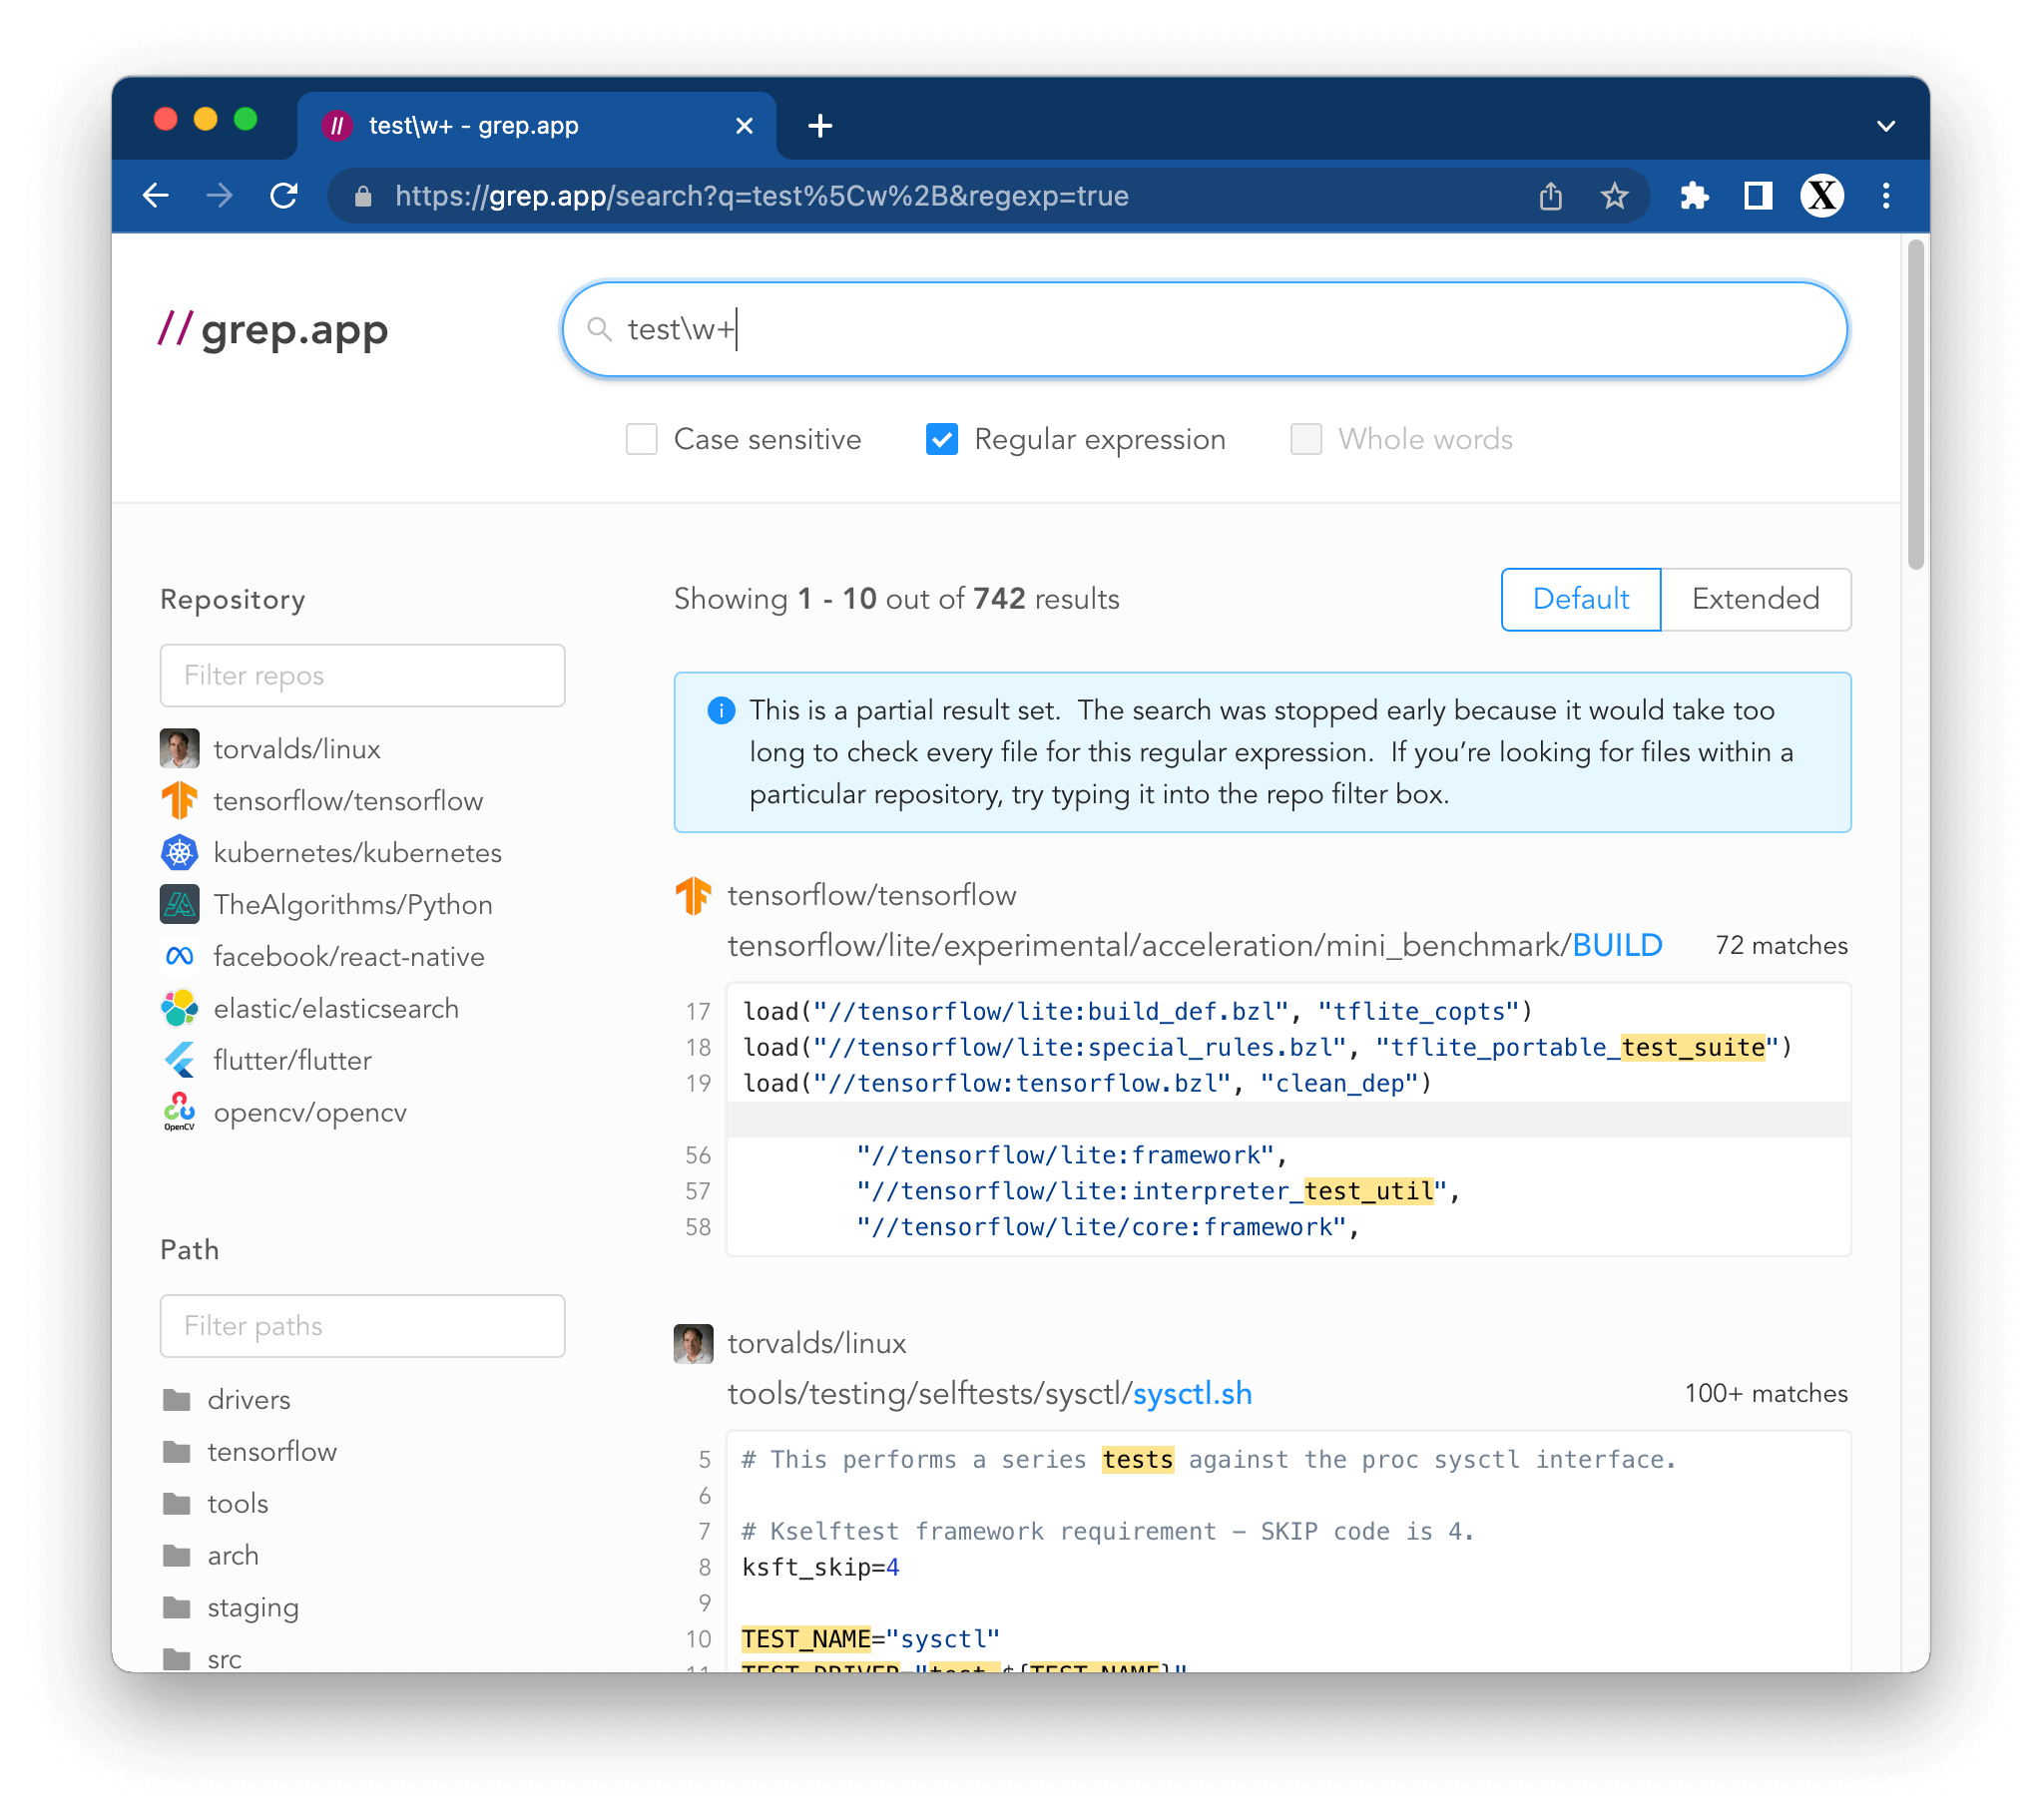 test\w+ - grep.app
https://grep.app/search?q=test%5Cw%2B&regexp=true
X
// grep.app
test\w+
Case sensitive
Regular expression
Whole words
Repository
Filter repos
torvalds/linux
tensorflow/tensorflow
kubernetes/kubernetes
TheAlgorithms/Python
facebook/react-native
elastic/elasticsearch
flutter/flutter
OpenCV
opencv/opencv
Path
Filter paths
drivers
tensorflow
tools
arch
staging
src
Showing 1 - 10 out of 742 results
Default
Extended
This is a partial result set.  The search was stopped early because it would take too
long to check every file for this regular expression.  If you’re looking for files within a
particular repository, try typing it into the repo filter box.
tensorflow/tensorflow
tensorflow/lite/experimental/acceleration/mini_benchmark/BUILD
72 matches
17 load("//tensorflow/lite:build_def.bzl", "tflite_copts")
18 load("//tensorflow/lite:special_rules.bzl", "tflite_portable_test_suite")
19 load("//tensorflow:tensorflow.bzl", "clean_dep")
56         "//tensorflow/lite:framework",
57         "//tensorflow/lite:interpreter_test_util",
58         "//tensorflow/lite/core:framework",
torvalds/linux
tools/testing/selftests/sysctl/sysctl.sh
100+ matches
5 # This performs a series tests against the proc sysctl interface.
6
7 # Kselftest framework requirement - SKIP code is 4.
8 ksft_skip=4
9
10 TEST_NAME="sysctl"
11 TEST_DRIVER="test_${TEST_NAME}"